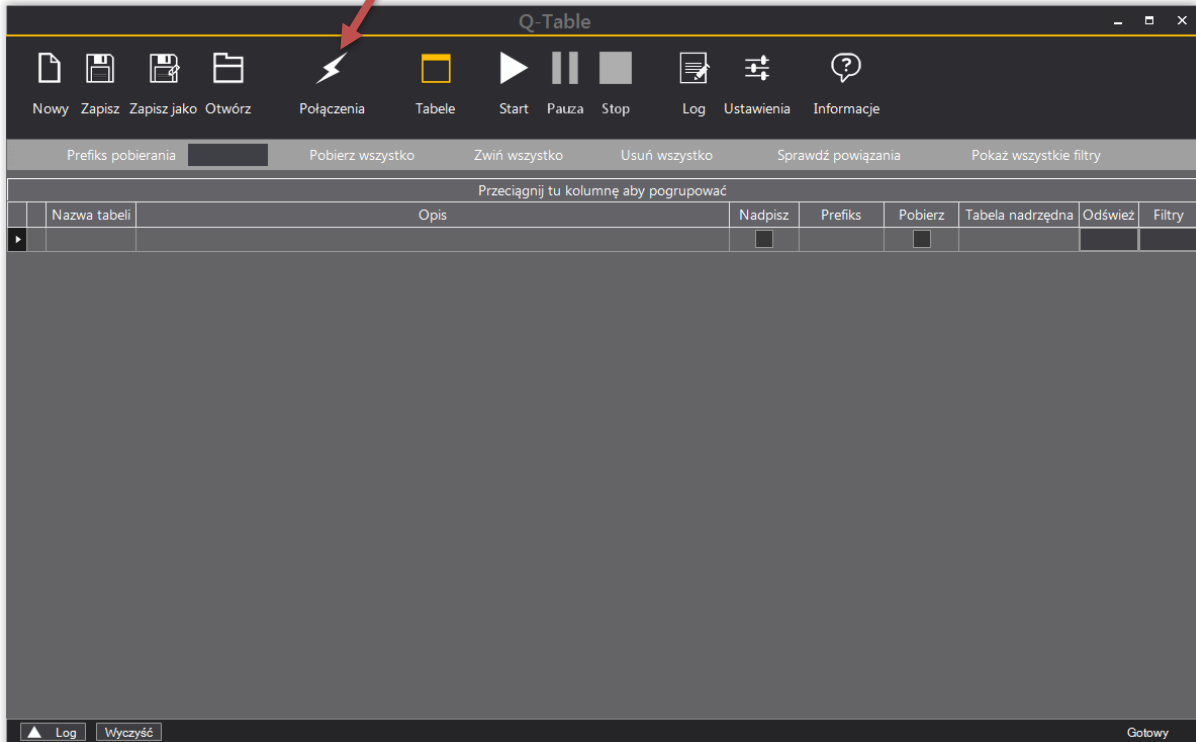 Q-Table
Nowy Zapisz Zapisz jako Otwórz Połączenia Tabele Start Pauza Stop Log Ustawienia Informacje
Prefiks pobierania Pobierz wszystko Zwiń wszystko Usuń wszystko Sprawdź powiązania Pokaż wszystkie filtry
Przeciągnij tu kolumnę aby pogrupować
Nazwa tabeli Opis Nadpisz Prefiks Pobierz Tabela nadrzędna Odśwież Filtry
Log Wyczyść Gotowy